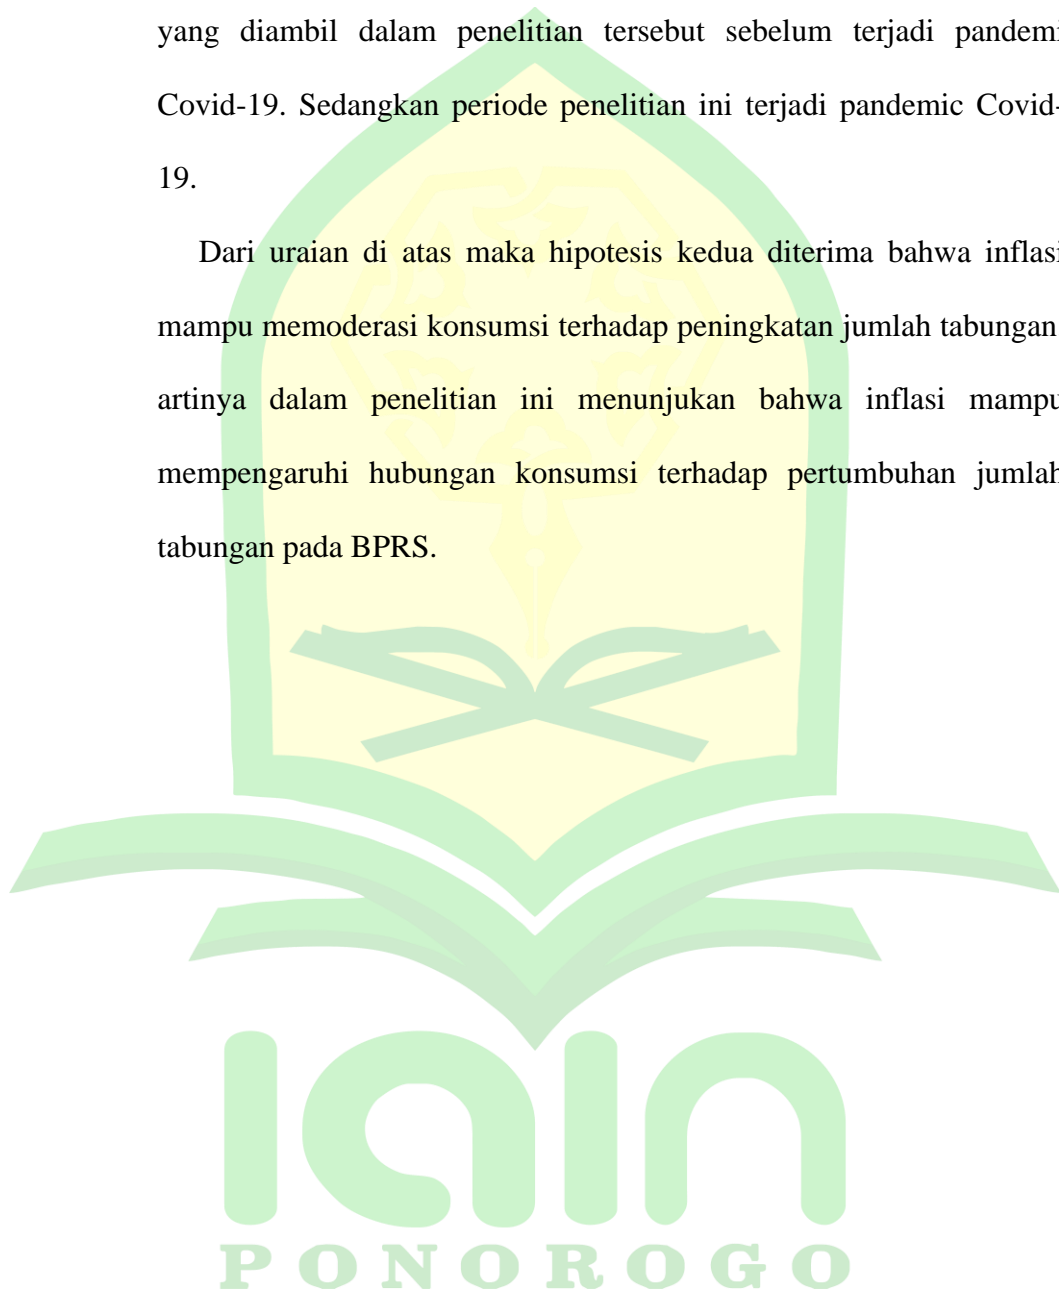 yang diambil dalam penelitian tersebut sebelum terjadi pandemi
Covid-19. Sedangkan periode penelitian ini terjadi pandemic Covid-
19.
Dari uraian di atas maka hipotesis kedua diterima bahwa inflasi
mampu memoderasi konsumsi terhadap peningkatan jumlah tabungan
artinya dalam penelitian ini menunjukan bahwa inflasi mampu
mempengaruhi hubungan konsumsi terhadap pertumbuhan jumlah
tabungan pada BPRS.
iain
PONOROGO